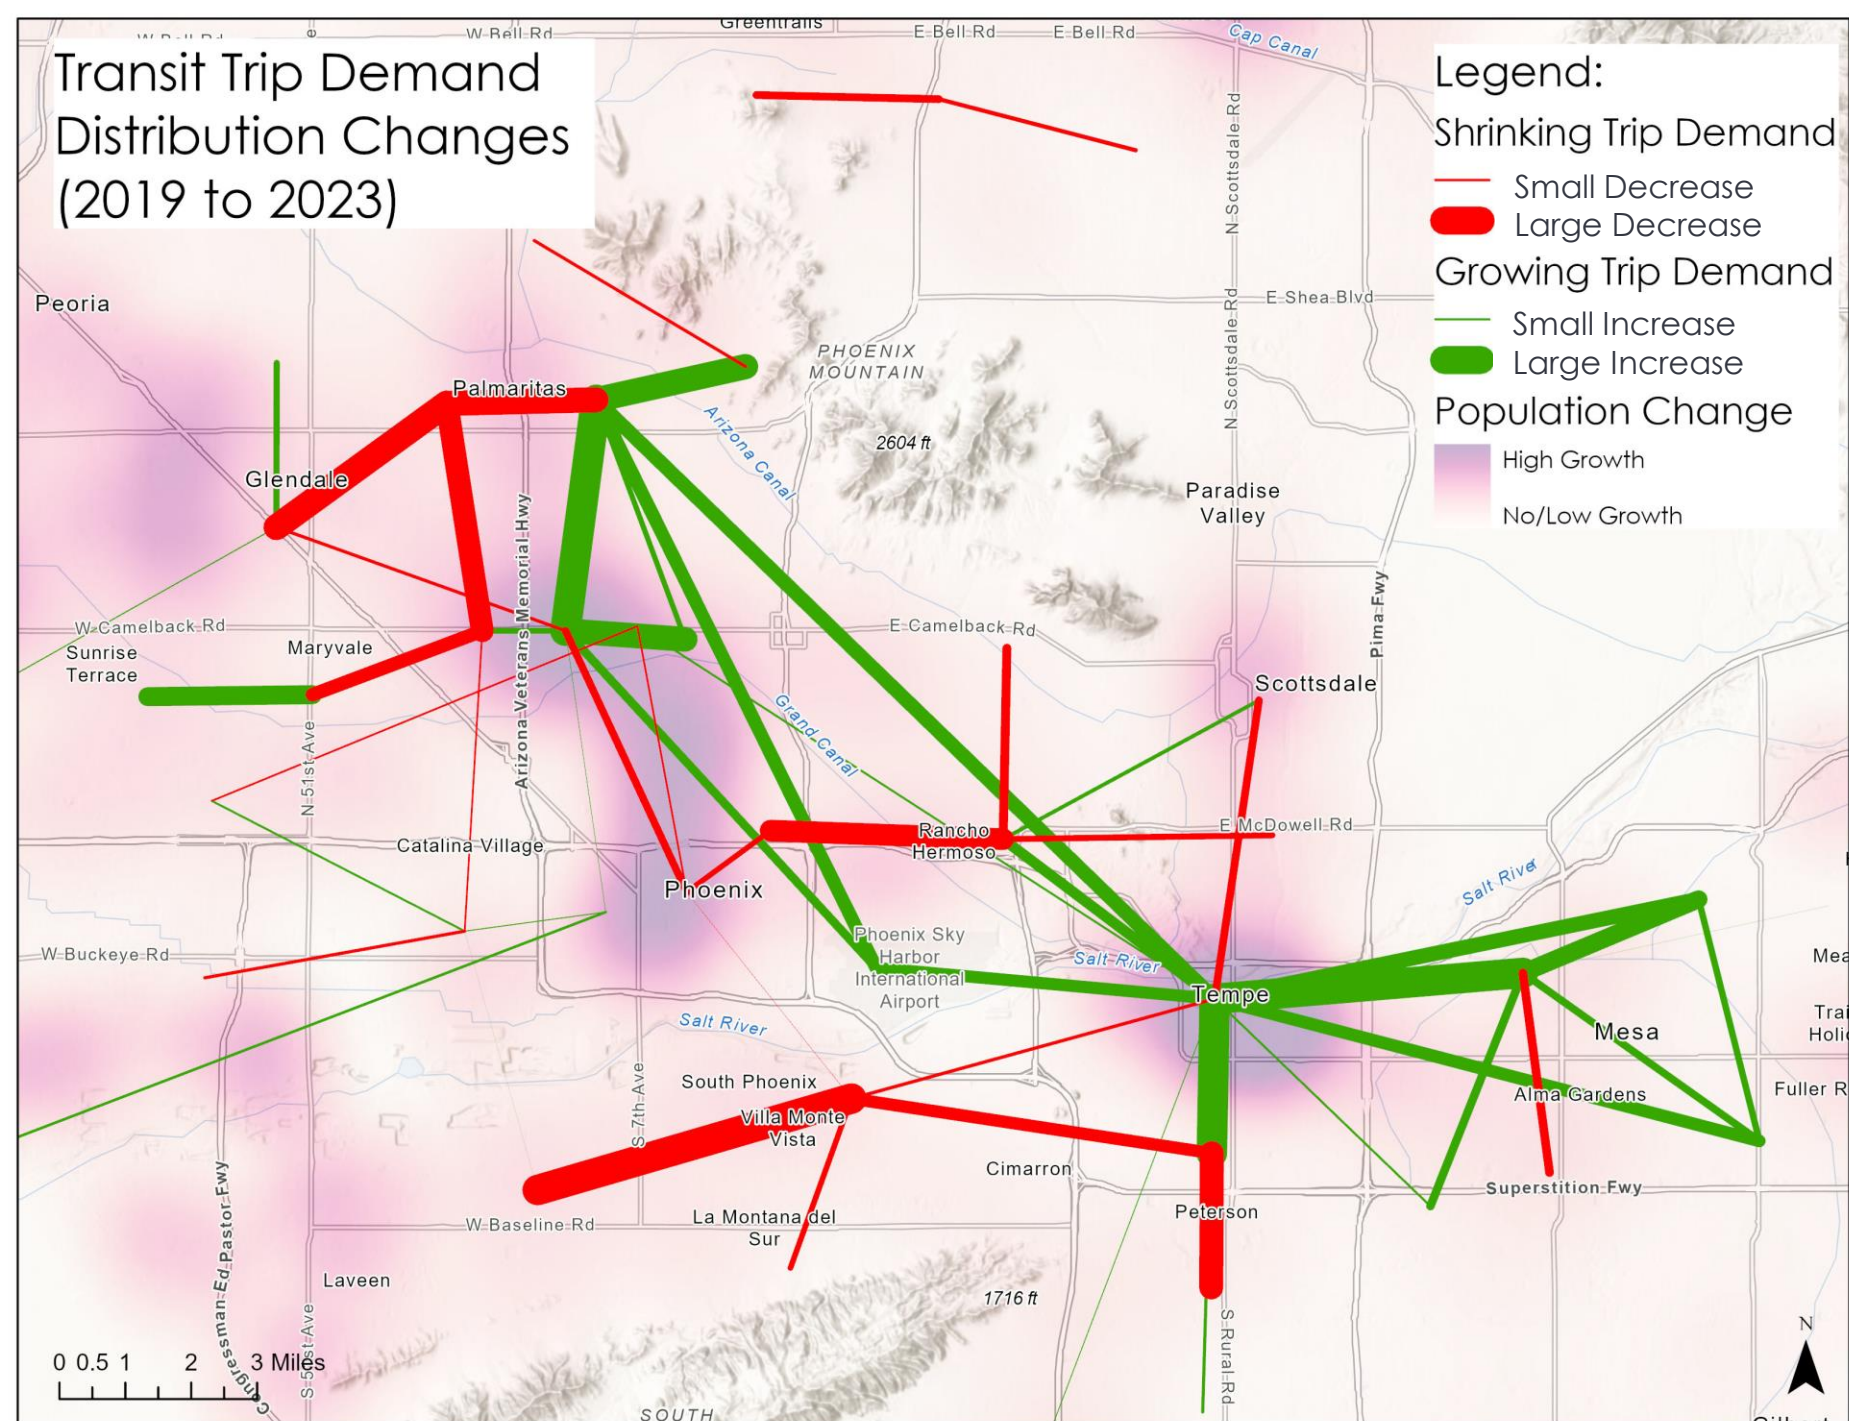 Greentrails
W Bell Rd
W Bell Rd
E Bell Rd
E Bell Rd
Cap Canal
Transit Trip Demand
Distribution Changes
(2019 to 2023)
Legend:
Shrinking Trip Demand
Small Decrease
Large Decrease
Growing Trip Demand
Small Increase
Large Increase
Population Change
High Growth
No/Low Growth
N Scottsdale Rd
N Scottsdale Rd
E Shea Blvd
Peoria
PHOENIX
MOUNTAIN
Palmaritas
Arizona Canal
2604 ft
Glendale
Paradise
Valley
Arizona Veterans Memorial Hwy
Pima Fwy
W Camelback Rd
E Camelback Rd
Sunrise
Terrace
Maryvale
Scottsdale
Grand Canal
N 51st Ave
Catalina Village
Rancho
Hermoso
E McDowell Rd
Phoenix
Salt River
W Buckeye Rd
Phoenix Sky
Harbor
International
Airport
Salt River
Tempe
Salt River
Mesa
South Phoenix
Villa Monte
Vista
S 7th Ave
Alma Gardens
Fuller R
Cimarron
Superstition Fwy
Peterson
W Baseline Rd
La Montana del
Sur
Congressman Ed Pastor Fwy
Laveen
1716 ft
S 51st Ave
S Rural Rd
N
0 0.5 1 2 3 Miles
SOUTH